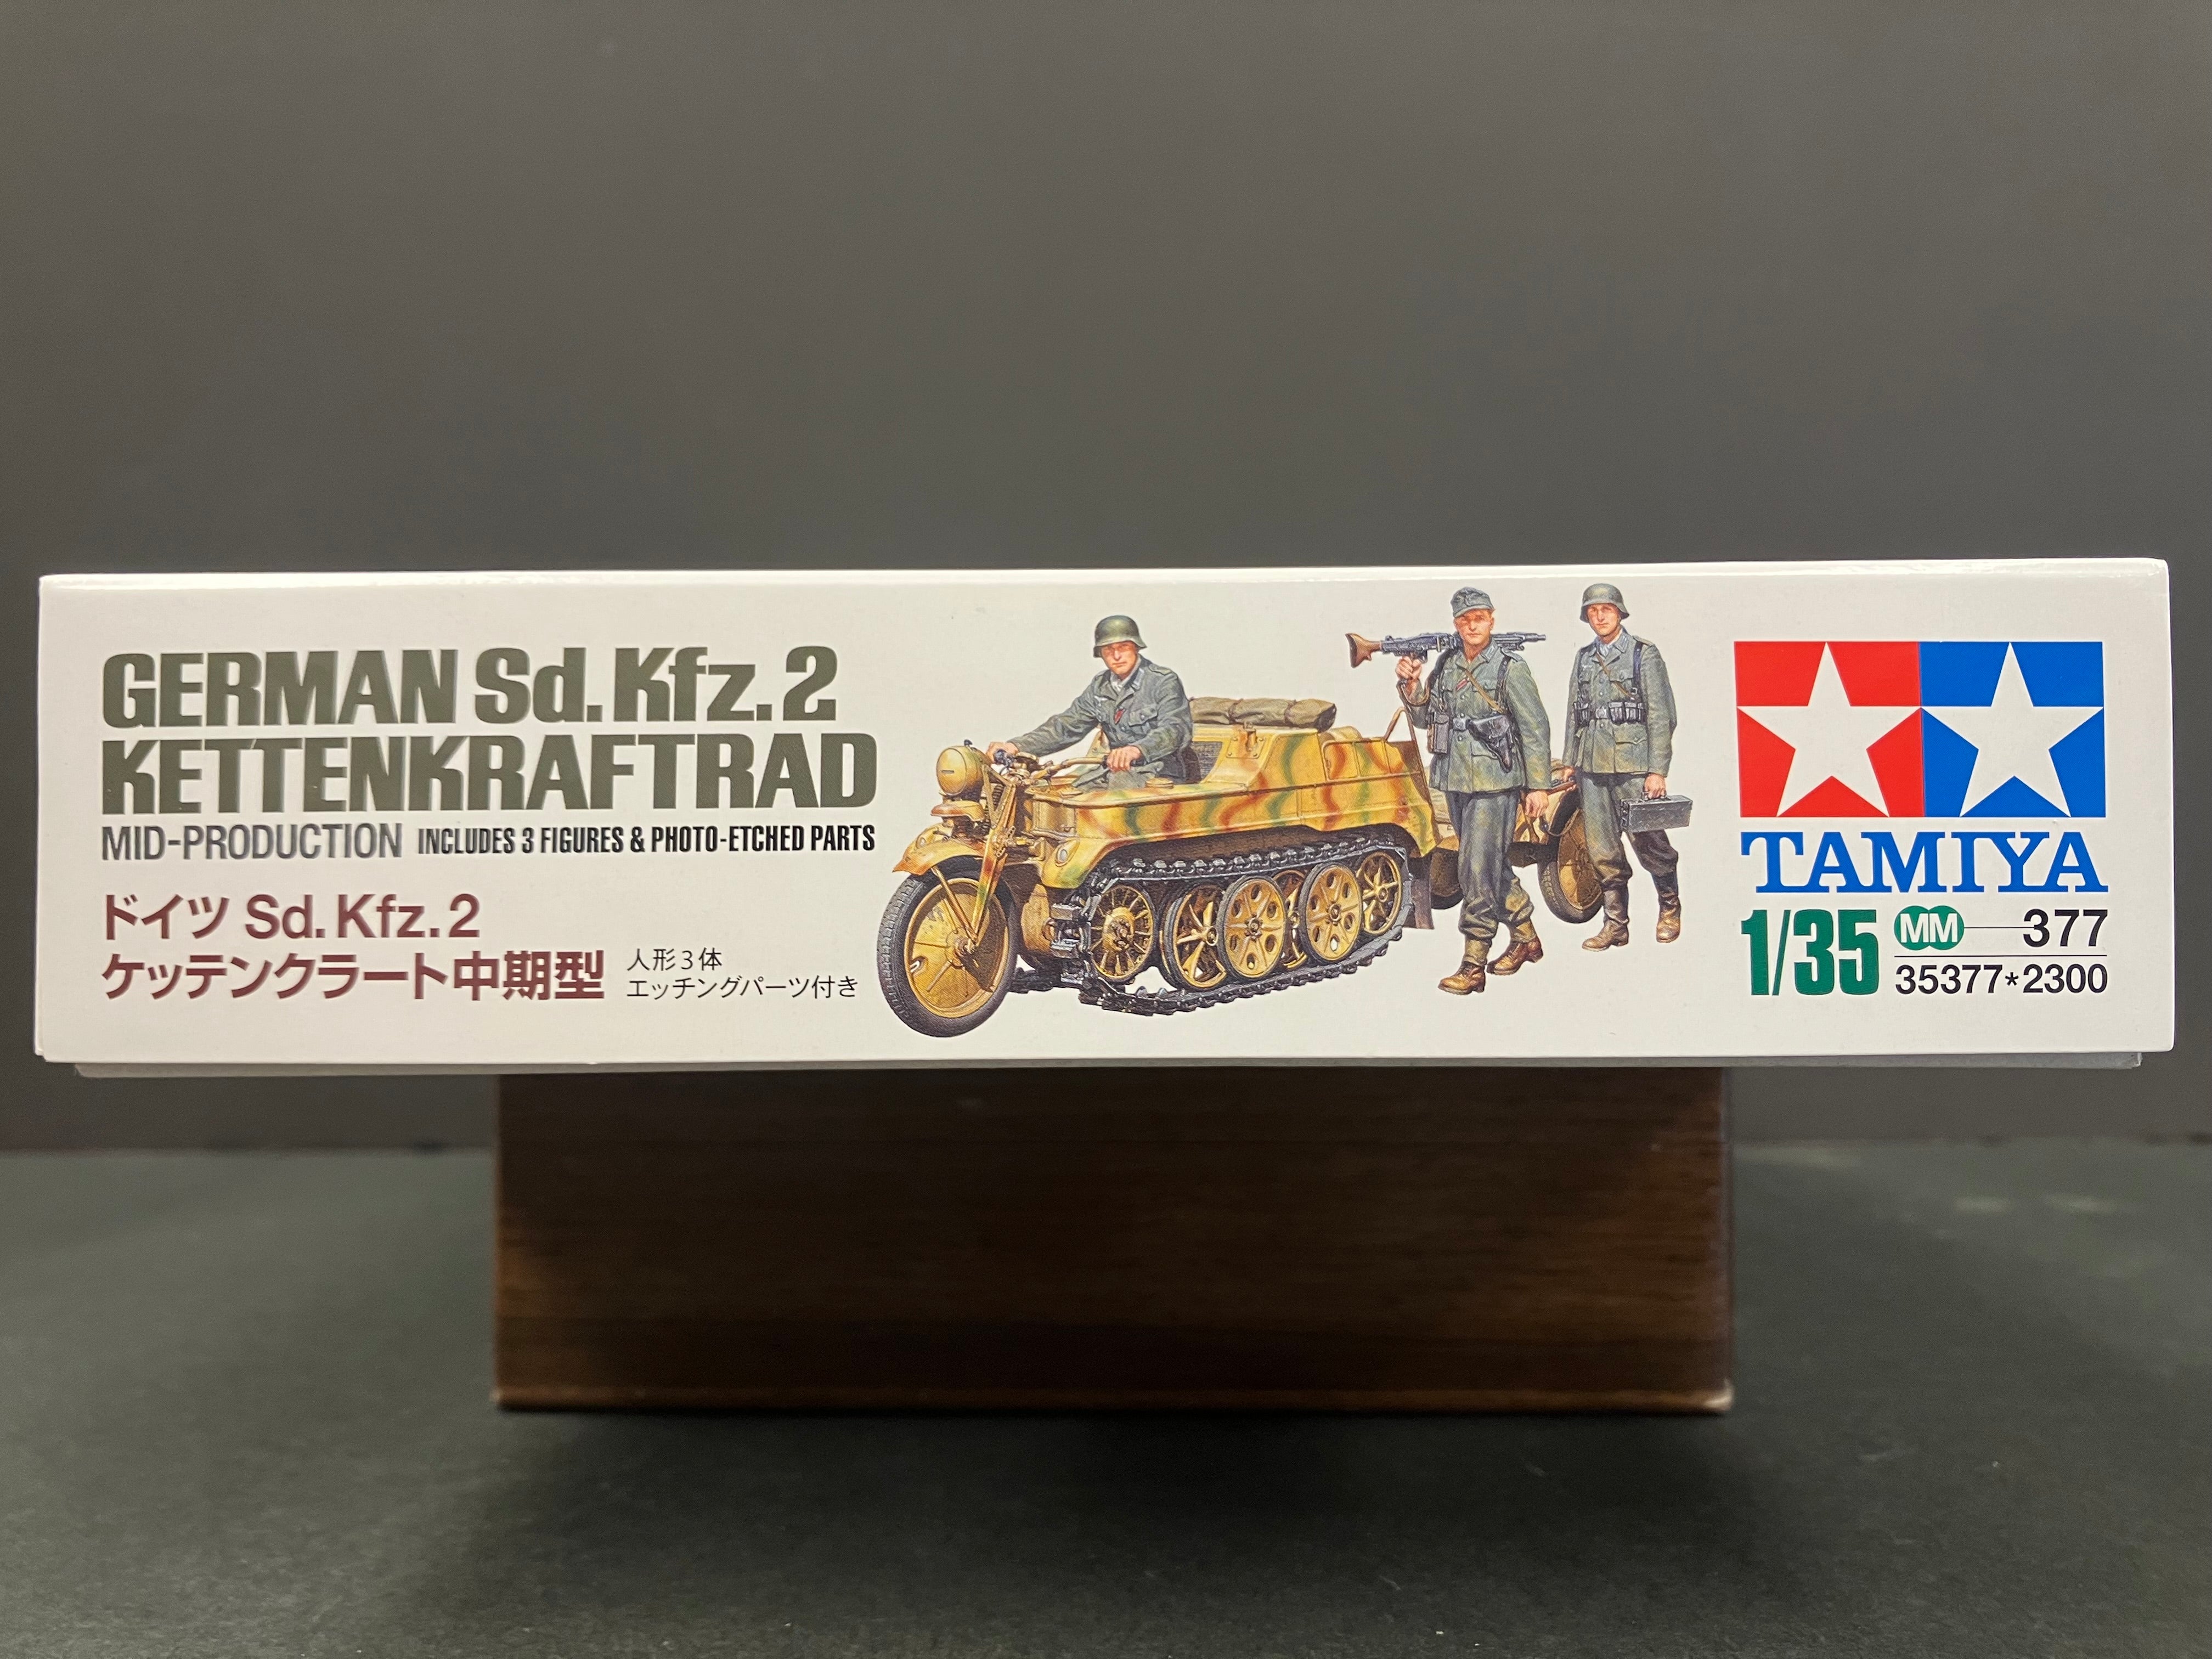 GERMAN Sd.Kfz.2
KETTENKRAFTRAD
MID-PRODUCTION INCLUDES 3 FIGURES & PHOTO-ETCHED PARTS
ドイツ Sd.Kfz.2
ケッテンクラート中期型
人形3体
エッチングパーツ付き
TAMIYA
1/35 MM 377
35377*2300